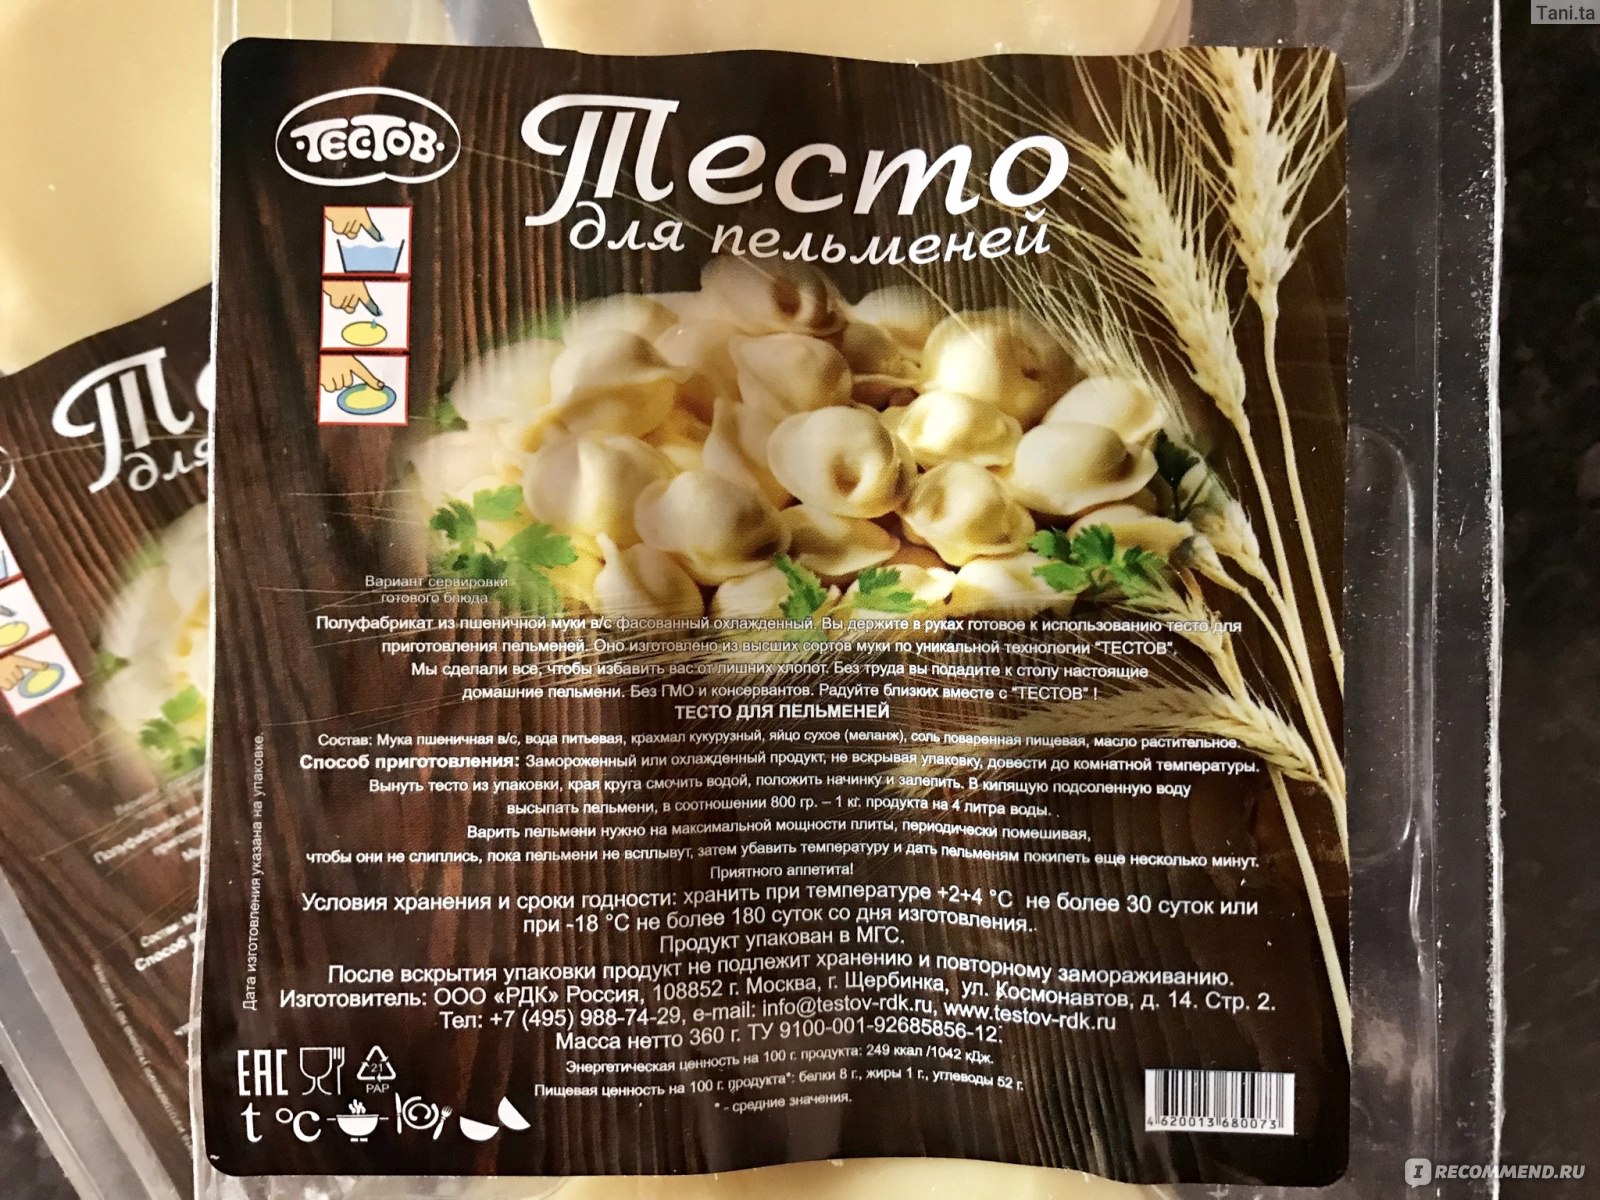 Tani.ta
ТЕСТОВ
Тесто
для пельменей
Те
для
Вариант сервировки
готового блюда
Полуфабрикат из пшеничной муки в/с фасованный охлажденный. Вы держите в руках готовое к использованию тесто для
приготовления пельменей. Оно изготовлено из высших сортов муки по уникальной технологии "ТЕСТОВ".
Мы сделали все, чтобы избавить вас от лишних хлопот. Без труда вы подадите к столу настоящие
домашние пельмени. Без ГМО и консервантов. Радуйте близких вместе с "ТЕСТОВ" !
ТЕСТО ДЛЯ ПЕЛЬМЕНЕЙ
Состав: Мука пшеничная в/с, вода питьевая, крахмал кукурузный, яйцо сухое (меланж), соль поваренная пищевая, масло растительное.
Способ приготовления: Замороженный или охлажденный продукт, не вскрывая упаковку, довести до комнатной температуры.
Вынуть тесто из упаковки, края круга смочить водой, положить начинку и залепить. В кипящую подсоленную воду
высыпать пельмени, в соотношении 800 гр. – 1 кг. продукта на 4 литра воды.
Варить пельмени нужно на максимальной мощности плиты, периодически помешивая,
чтобы они не слиплись, пока пельмени не всплывут, затем убавить температуру и дать пельменям покипеть еще несколько минут.
Приятного аппетита!
Дата изготовления указана на упаковке.
Условия хранения и сроки годности: хранить при температуре +2+4 °С не более 30 суток или
при -18 °С не более 180 суток со дня изготовления..
Продукт упакован в МГС.
После вскрытия упаковки продукт не подлежит хранению и повторному замораживанию.
Изготовитель: ООО «РДК» Россия, 108852 г. Москва, г. Щербинка, ул. Космонавтов, д. 14. Стр. 2.
Тел: +7 (495) 988-74-29, e-mail: info@testov-rdk.ru, www.testov-rdk.ru
Масса нетто 360 г. ТУ 9100-001-92685856-12.
Энергетическая ценность на 100 г. продукта: 249 ккал /1042 кДж.
Пищевая ценность на 100 г. продукта*: белки 8 г., жиры 1 г., углеводы 52 г.
* - средние значения.
EAC
21
PAP
t °C
4 620013 680073
IRECOMMEND.RU